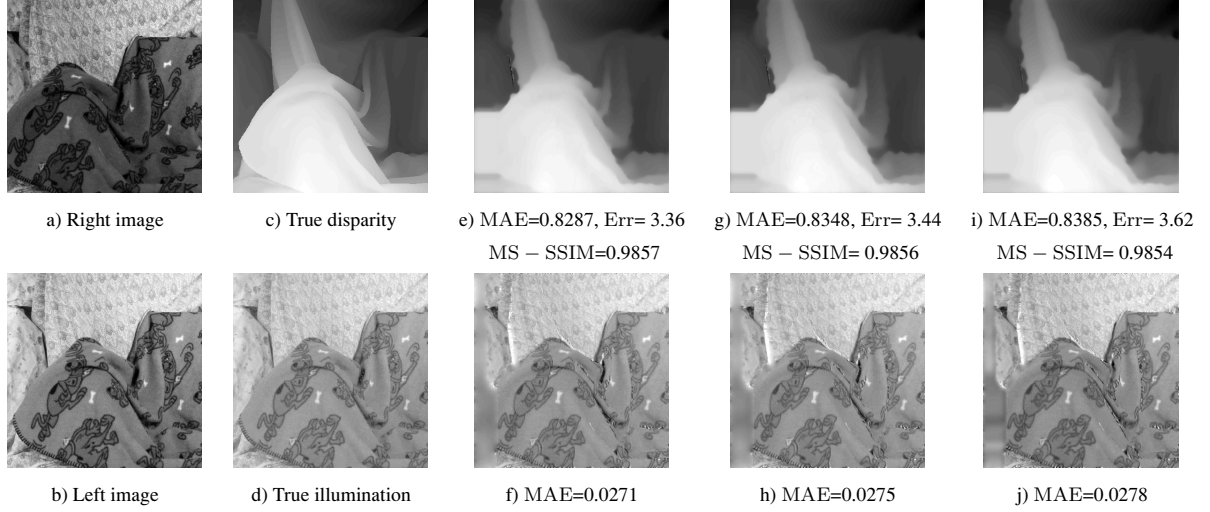 a) Right image
c) True disparity
e) MAE=0.8287, Err= 3.36
MS − SSIM=0.9857
g) MAE=0.8348, Err= 3.44
MS − SSIM= 0.9856
i) MAE=0.8385, Err= 3.62
MS − SSIM= 0.9854
b) Left image
d) True illumination
f) MAE=0.0271
h) MAE=0.0275
j) MAE=0.0278